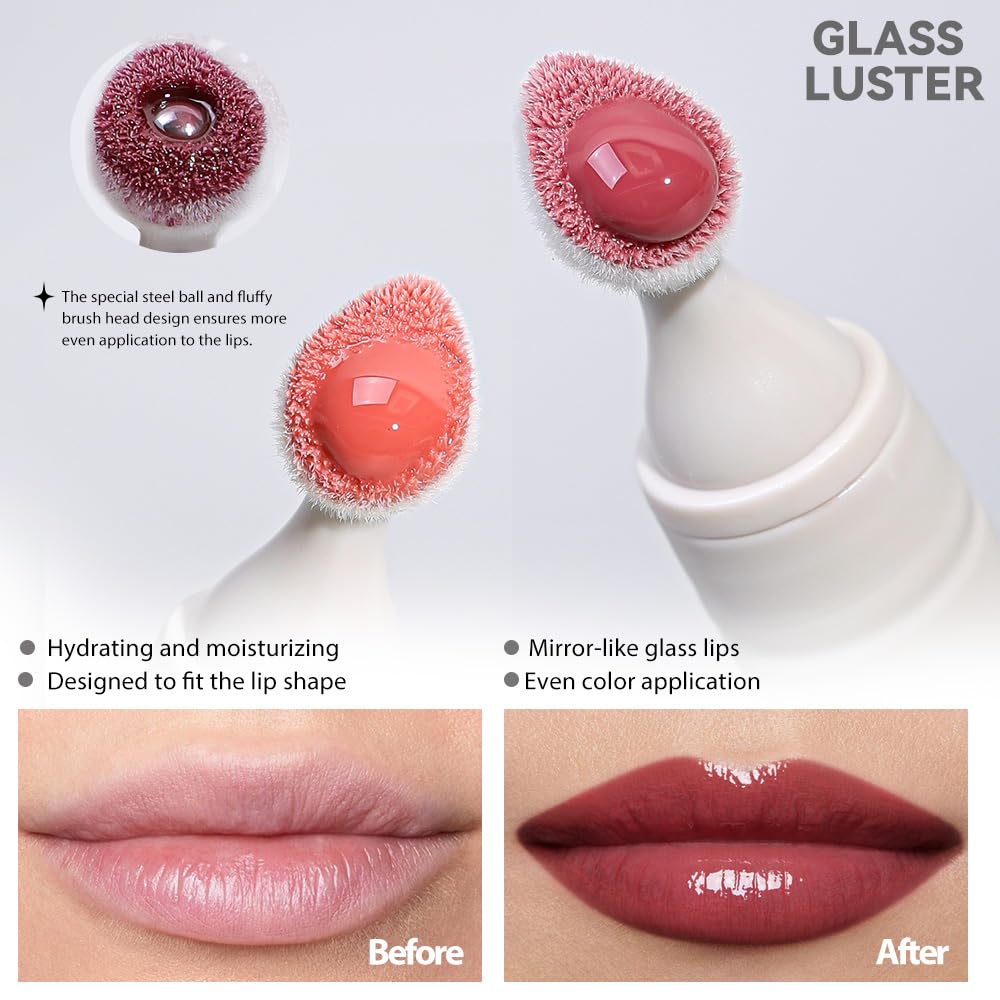 GLASS
LUSTER
The special steel ball and fluffy
brush head design ensures more
even application to the lips.
Hydrating and moisturizing
Designed to fit the lip shape
Mirror-like glass lips
Even color application
Before
After